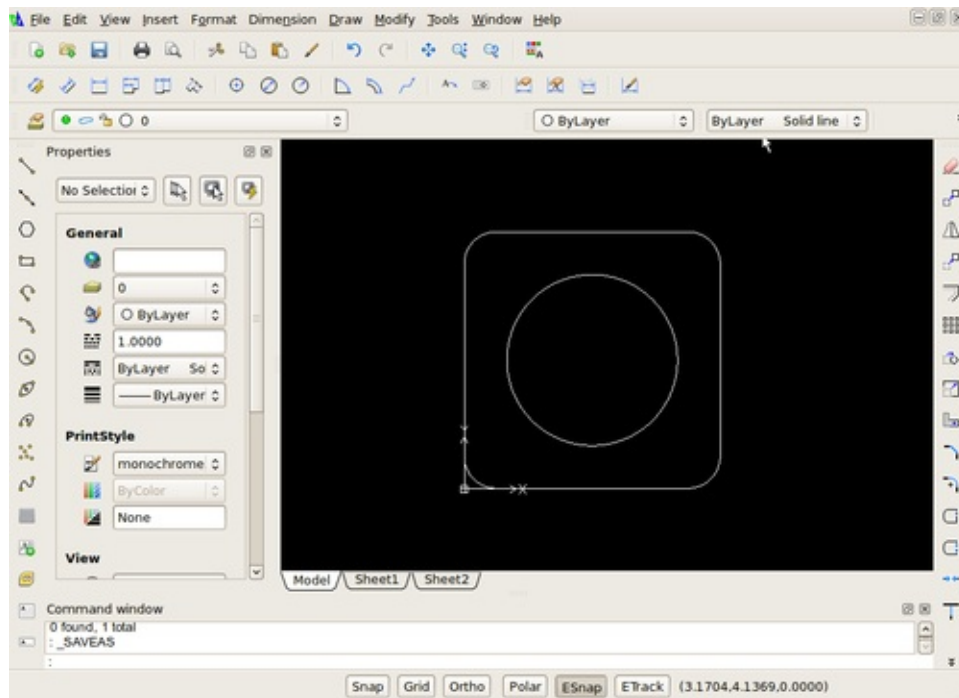 File Edit View Insert Format Dimension Draw Modify Tools Window Help
0 ByLayer ByLayer Solid line
Properties
No Selection
General
0
ByLayer
1.0000
ByLayer So
ByLayer
PrintStyle
monochrome
ByColor
None
View
Y
X
Model Sheet1 Sheet2
Command window
0 found, 1 total
: _SAVEAS
:
Snap Grid Ortho Polar ESnap ETrack (3.1704,4.1369,0.0000)